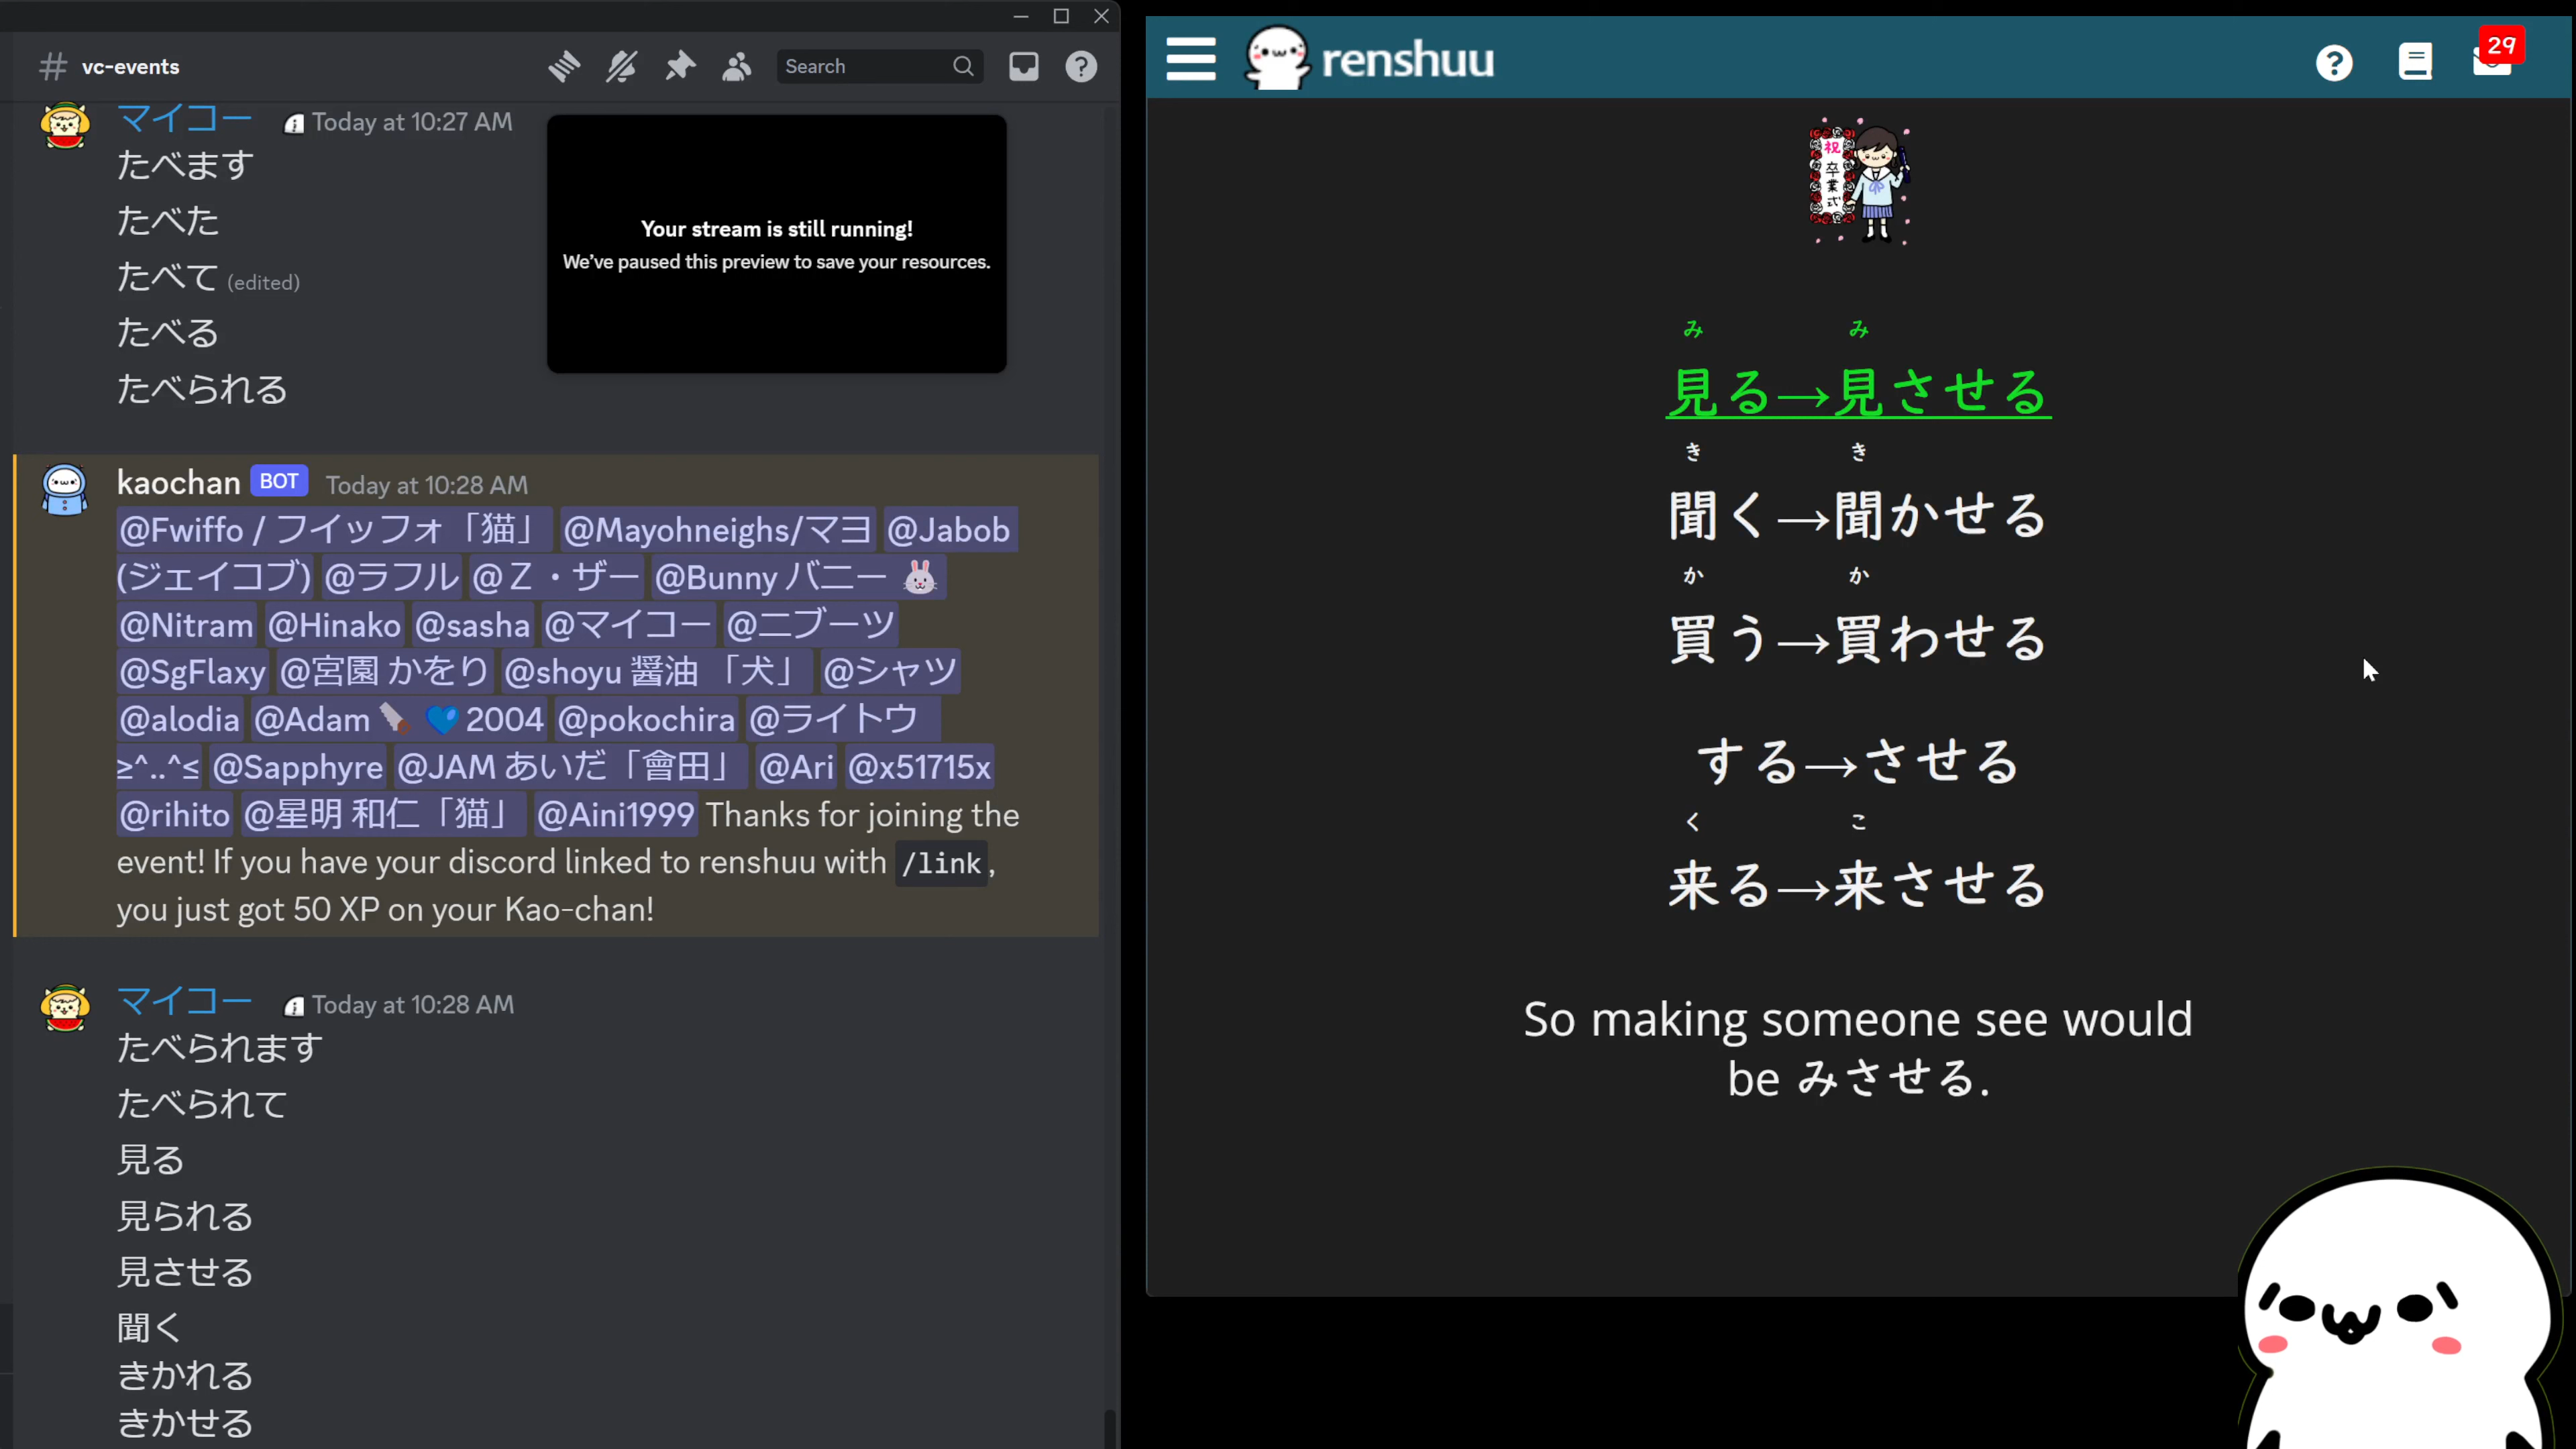 vc-events
Search
マイコー Today at 10:27 AM
たべます
たべた
たべて (edited)
たべる
たべられる
Your stream is still running!
We've paused this preview to save your resources.
kaochan BOT Today at 10:28 AM
@Fwiffo / フイッフォ「猫」 @Mayohneighs/マヨ @Jabob
(ジェイコブ) @ラフル @Z・ザー @Bunny バニー 🐰
@Nitram @Hinako @sasha @マイコー @ニブーツ
@SgFlaxy @宮園 かをり @shoyu 醤油 「犬」 @シャツ
@alodia @Adam 🪚 💙 2004 @pokochira @ライトウ
≥^..^≤ @Sapphyre @JAM あいだ「會田」 @Ari @x51715x
@rihito @星明 和仁「猫」 @Aini1999 Thanks for joining the
event! If you have your discord linked to renshuu with /link,
you just got 50 XP on your Kao-chan!
マイコー Today at 10:28 AM
たべられます
たべられて
見る
見られる
見させる
聞く
きかれる
きかせる
renshuu
29
祝
卒業式
み み
見る→見させる
き き
聞く→聞かせる
か か
買う→買わせる
する→させる
く こ
来る→来させる
So making someone see would
be みさせる.